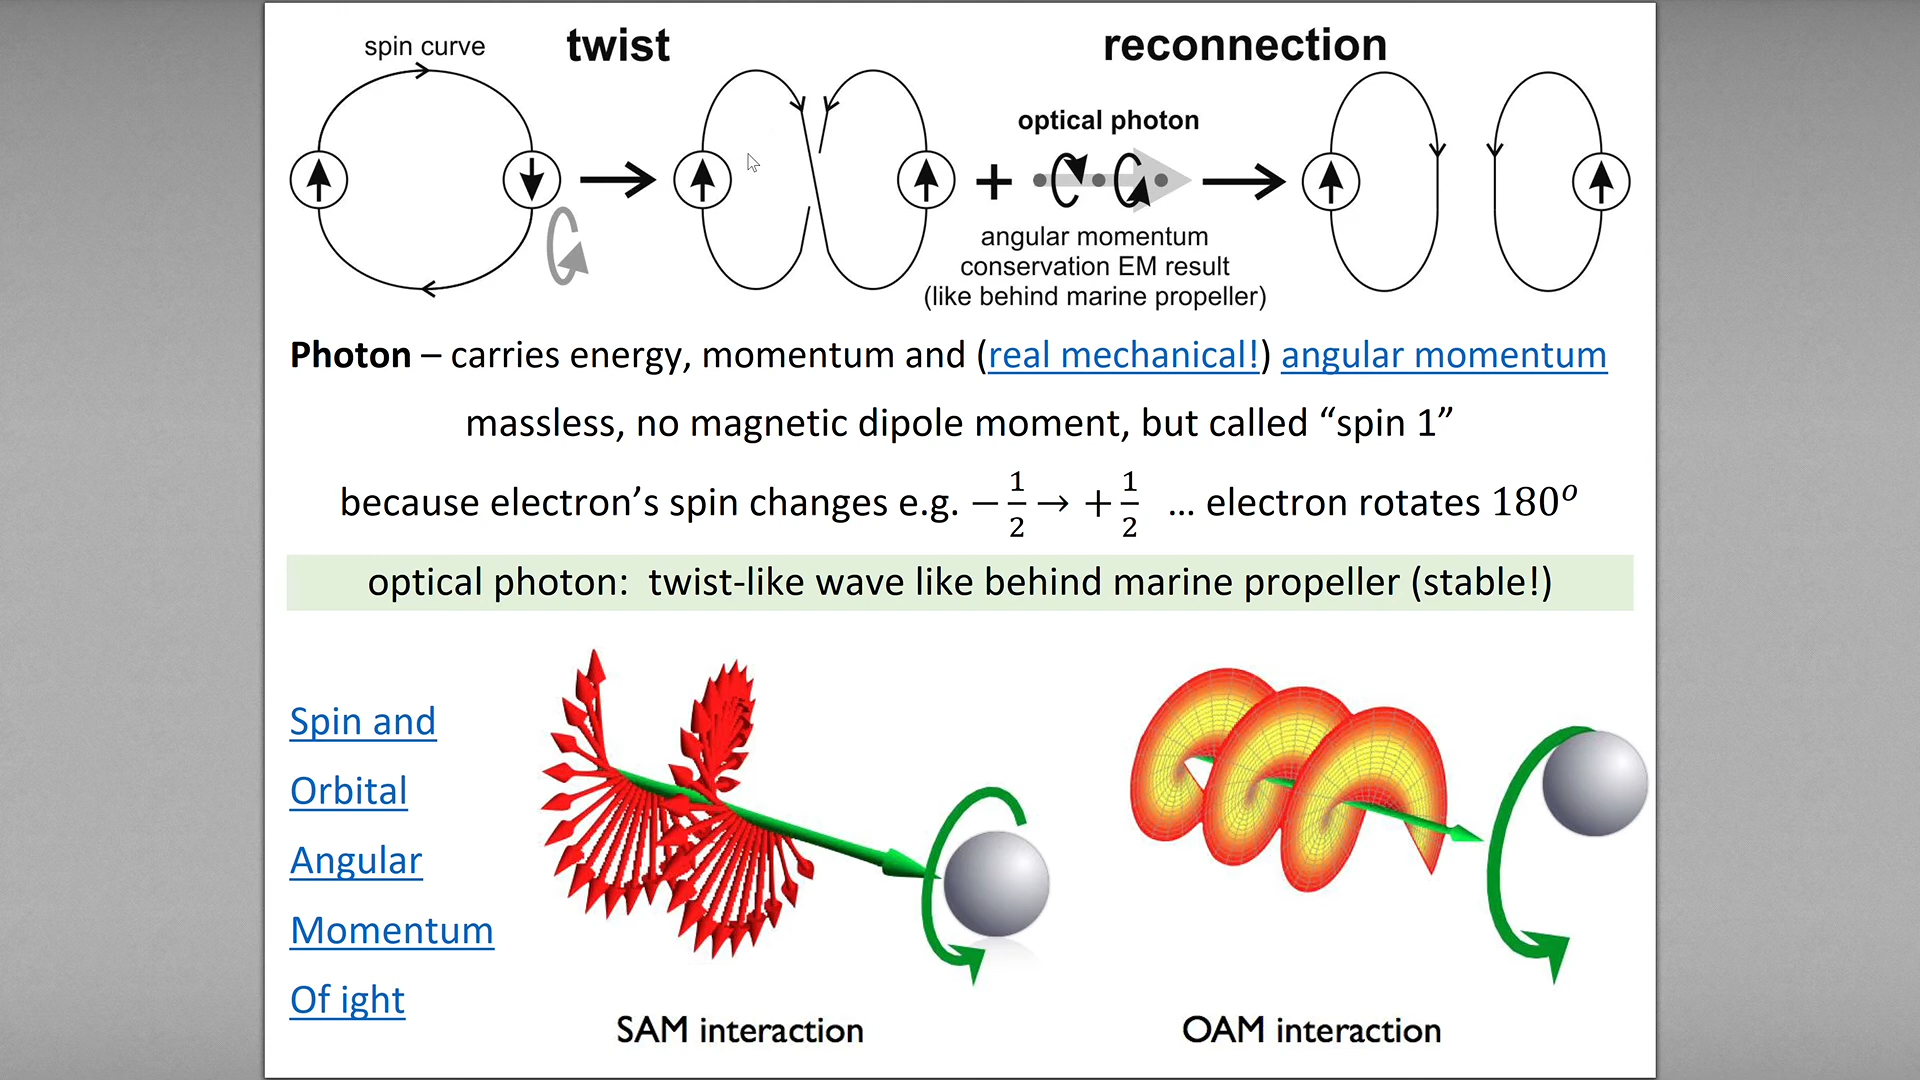 spin curve
twist
reconnection
optical photon
+
angular momentum
conservation EM result
(like behind marine propeller)
Photon – carries energy, momentum and (real mechanical!) angular momentum
massless, no magnetic dipole moment, but called “spin 1”
because electron’s spin changes e.g. −1/2 → +1/2 … electron rotates 180º
optical photon: twist-like wave like behind marine propeller (stable!)
Spin and
Orbital
Angular
Momentum
Of ight
SAM interaction
OAM interaction